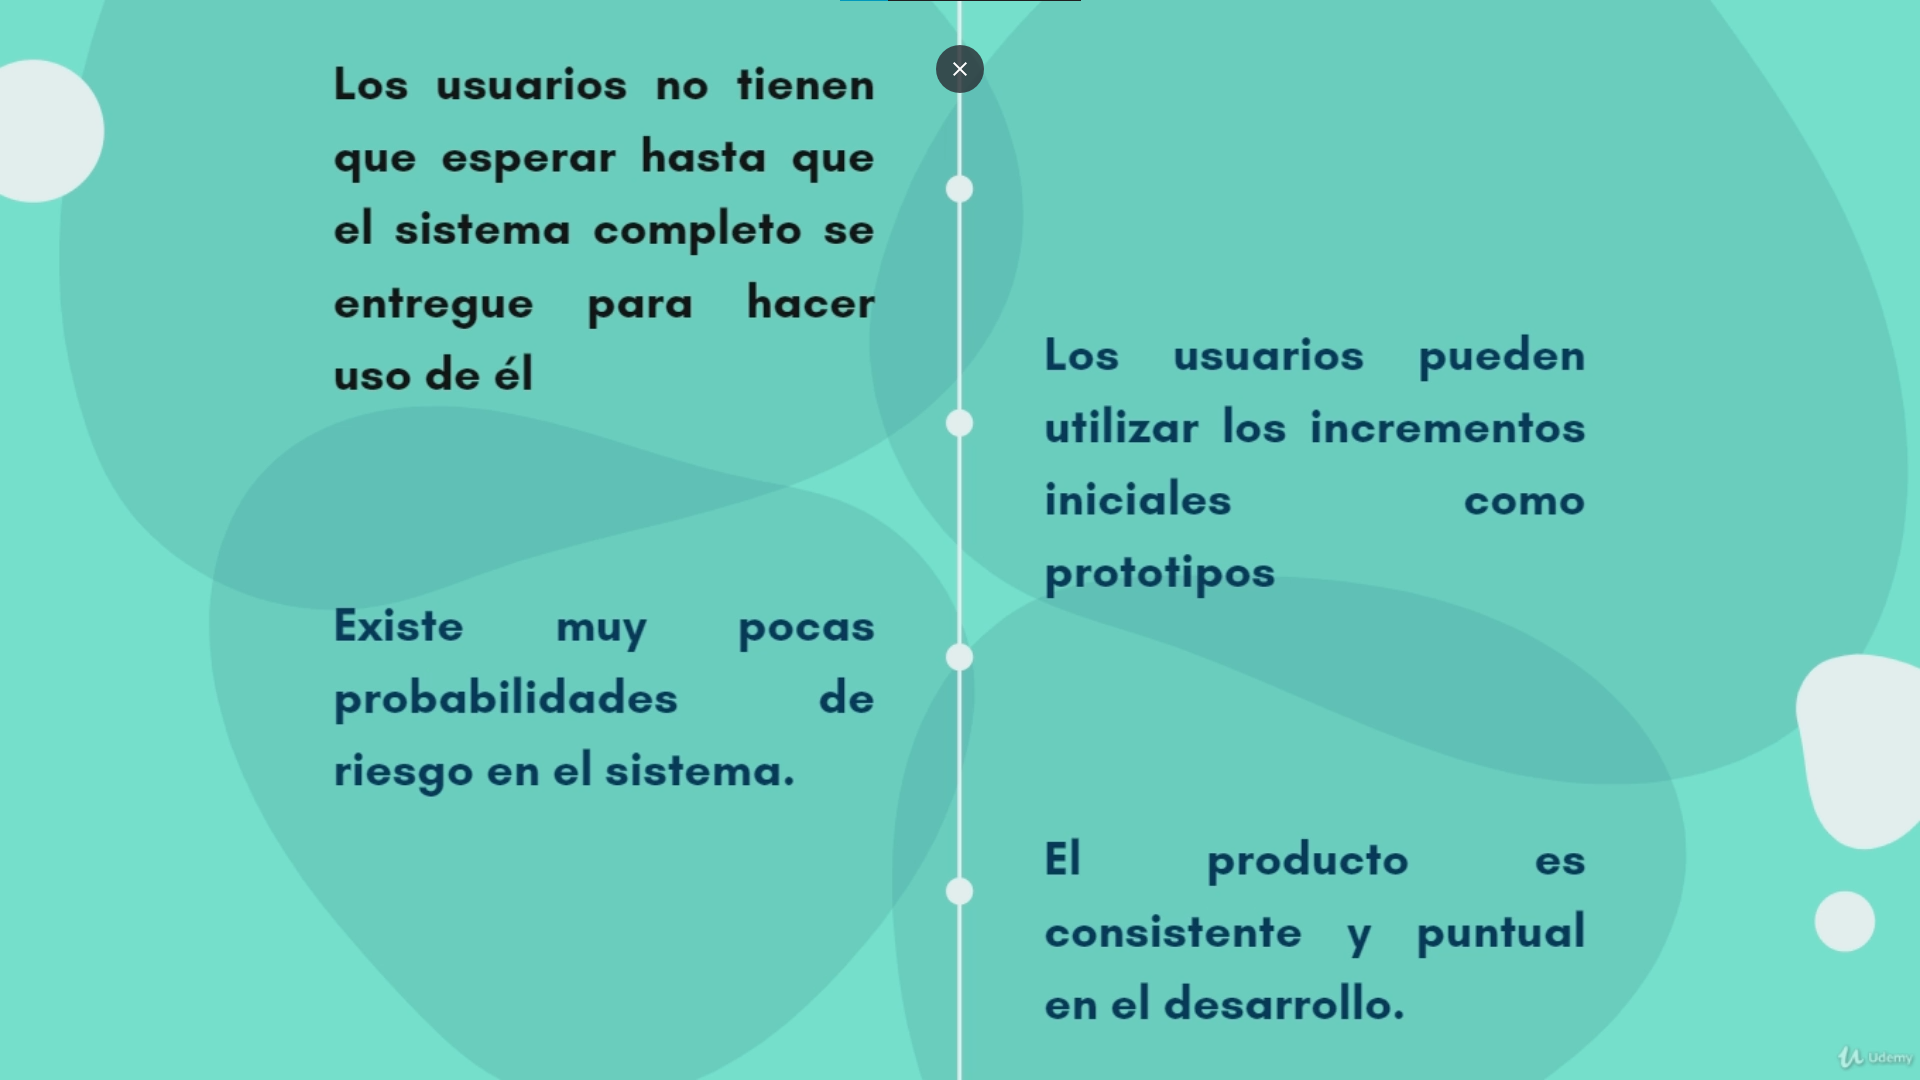 Los usuarios no tienen
que esperar hasta que
el sistema completo se
entregue para hacer
uso de él
Los usuarios pueden
utilizar los incrementos
iniciales como
prototipos
Existe muy pocas
probabilidades de
riesgo en el sistema.
El producto es
consistente y puntual
en el desarrollo.
Udemy